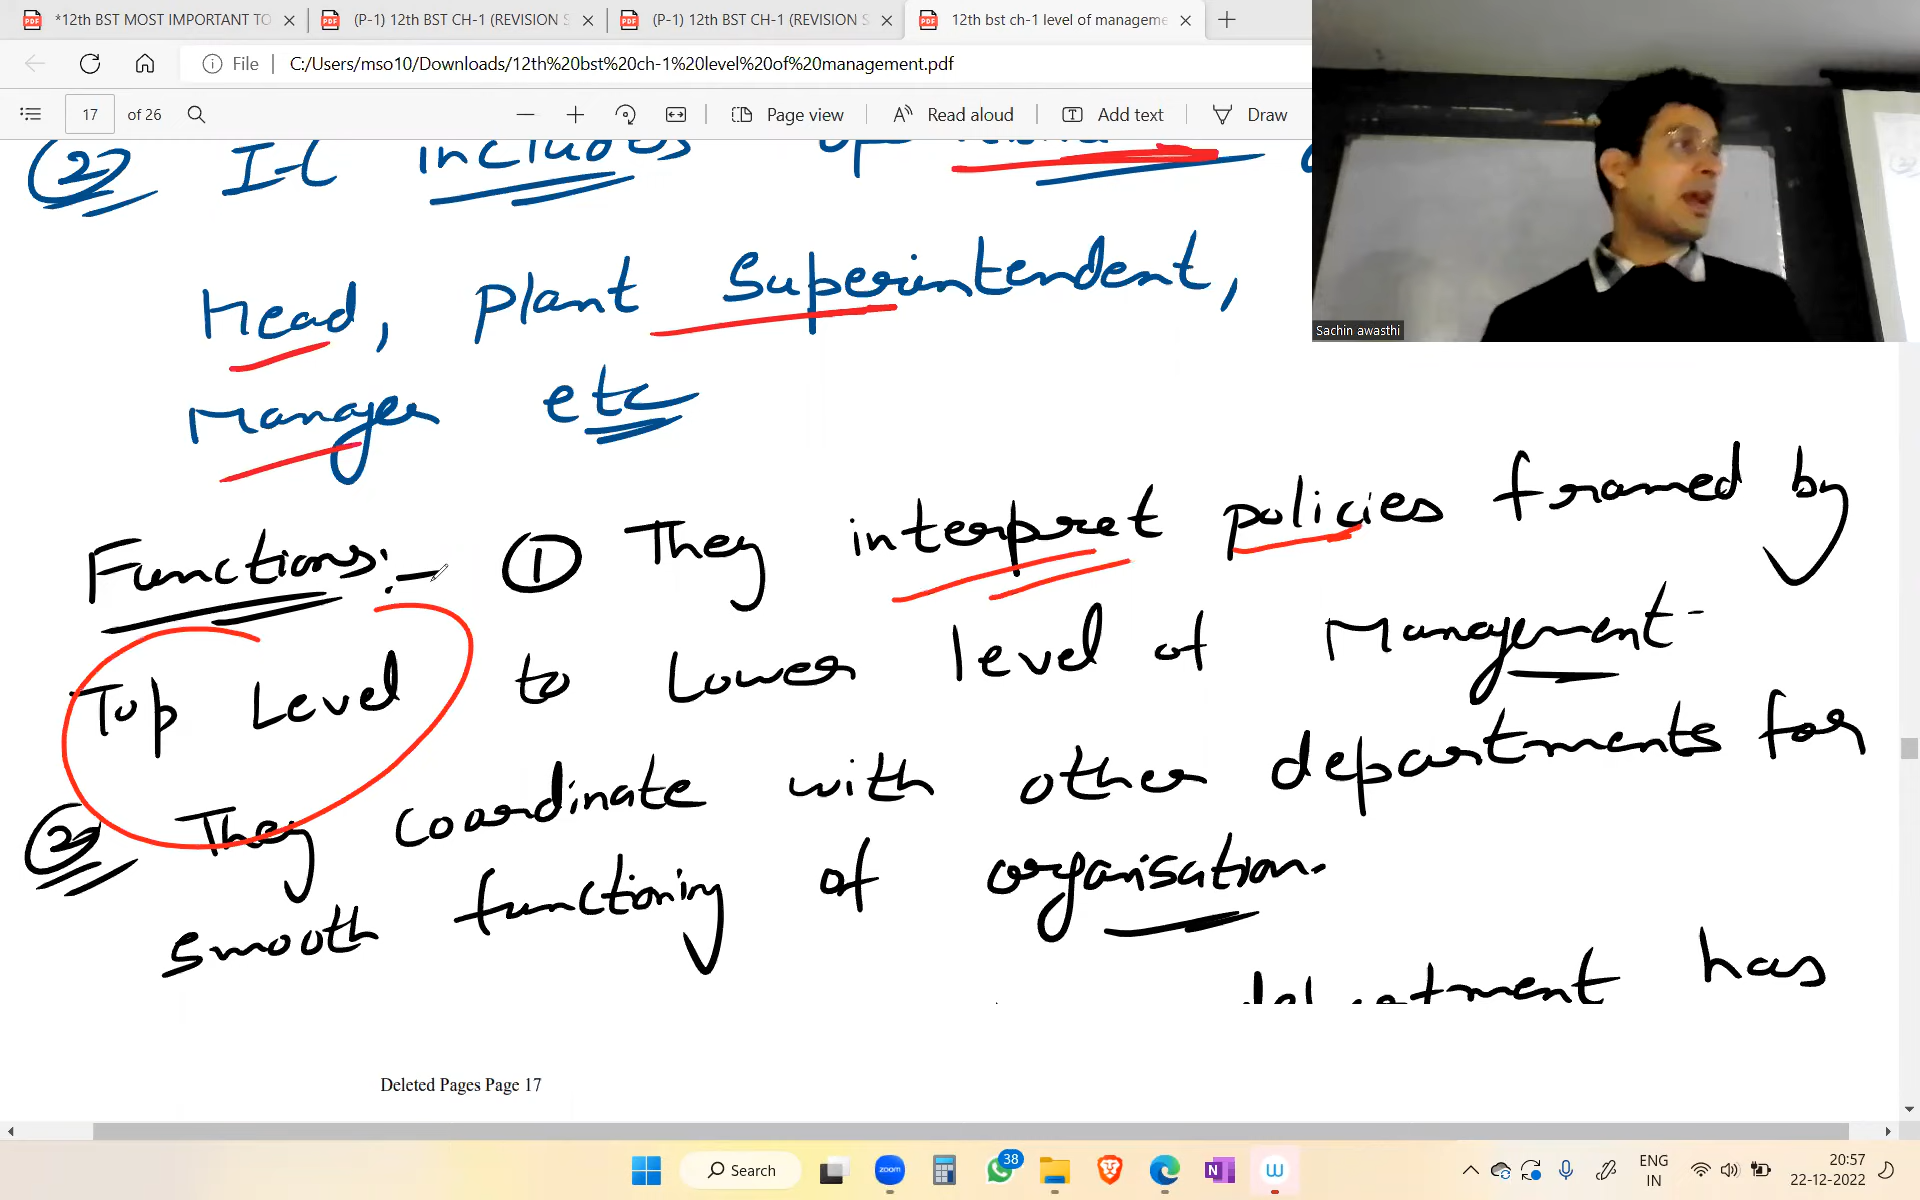 *12th BST MOST IMPORTANT TO
(P-1) 12th BST CH-1 (REVISION S
(P-1) 12th BST CH-1 (REVISION S
12th bst ch-1 level of manageme
File
C:/Users/mso10/Downloads/12th%20bst%20ch-1%20level%20of%20management.pdf
17 of 26
Page view
Read aloud
Add text
Draw
Sachin awasthi
② It includes of
Head, plant Superintendent,
Manager etc
Functions:- ① They interpret policies framed by
Top Level to Lower level of Management-
② They coordinate with other departments for
smooth functioning of organisation.
department has
Deleted Pages Page 17
zoom
Search
38
ENG
IN
20:57
22-12-2022